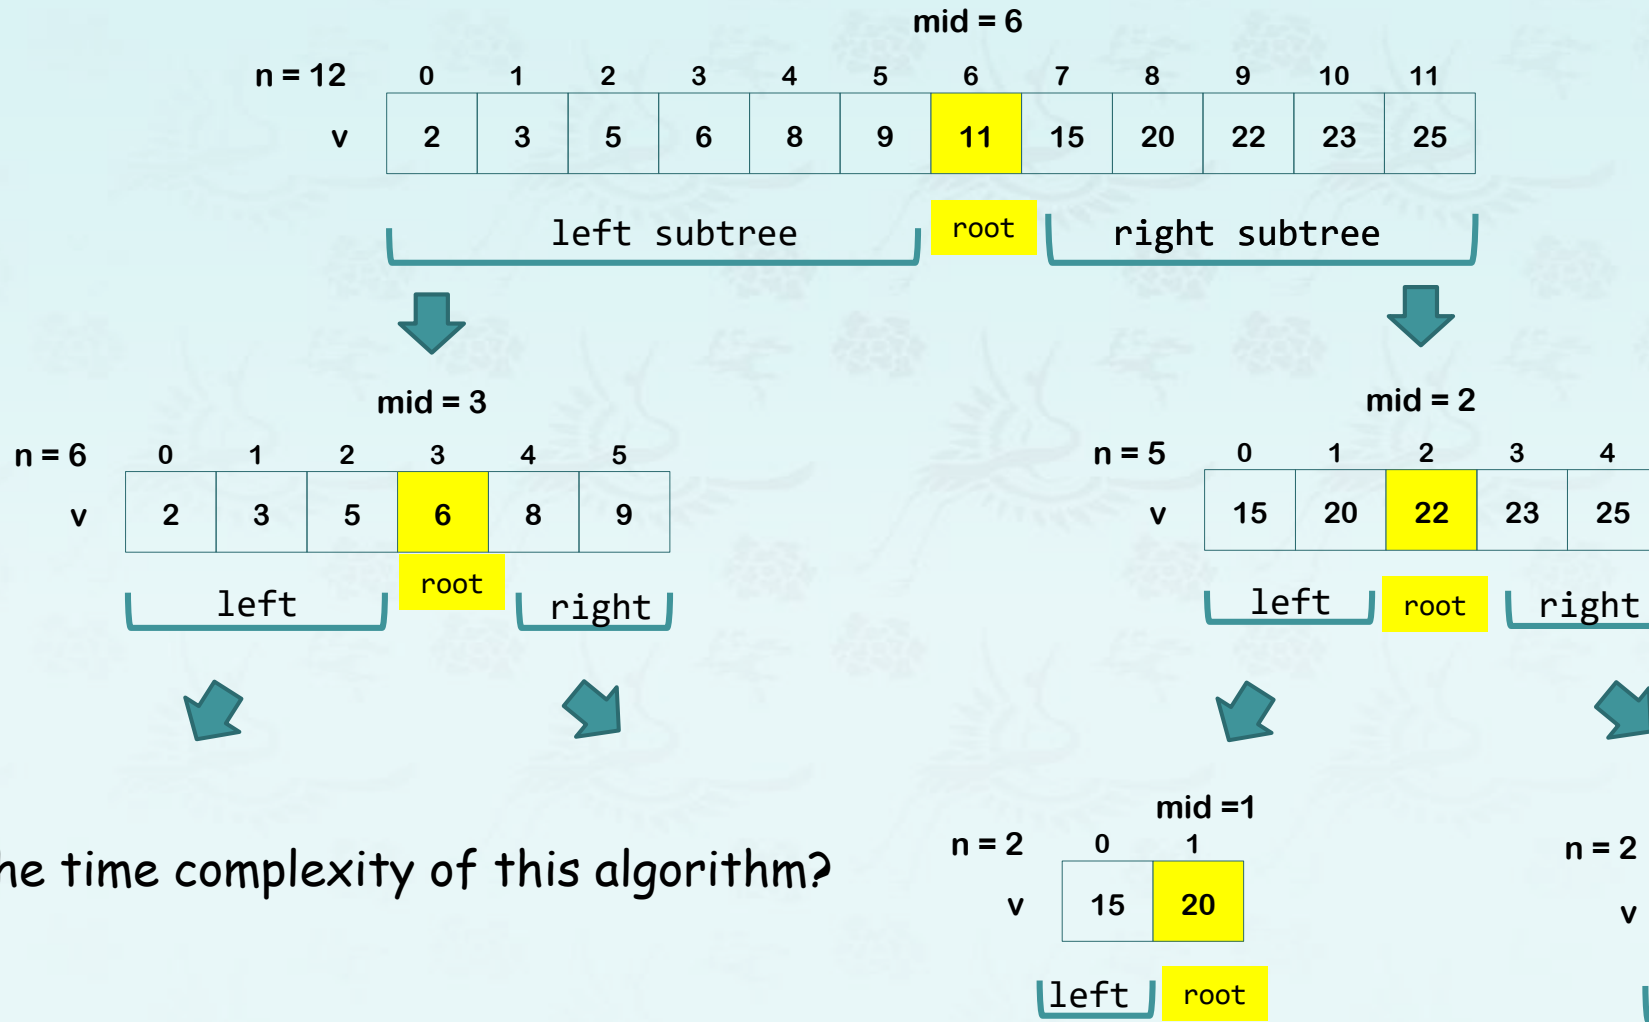 mid = 6
n = 12 0 1 2 3 4 5 6 7 8 9 10 11
v 2 3 5 6 8 9 11 15 20 22 23 25
left subtree root right subtree
mid = 3
n = 6 0 1 2 3 4 5
v 2 3 5 6 8 9
left root right
mid = 2
n = 5 0 1 2 3 4
v 15 20 22 23 25
left root right
he time complexity of this algorithm?
mid =1
n = 2 0 1
v 15 20
left root
n = 2
v